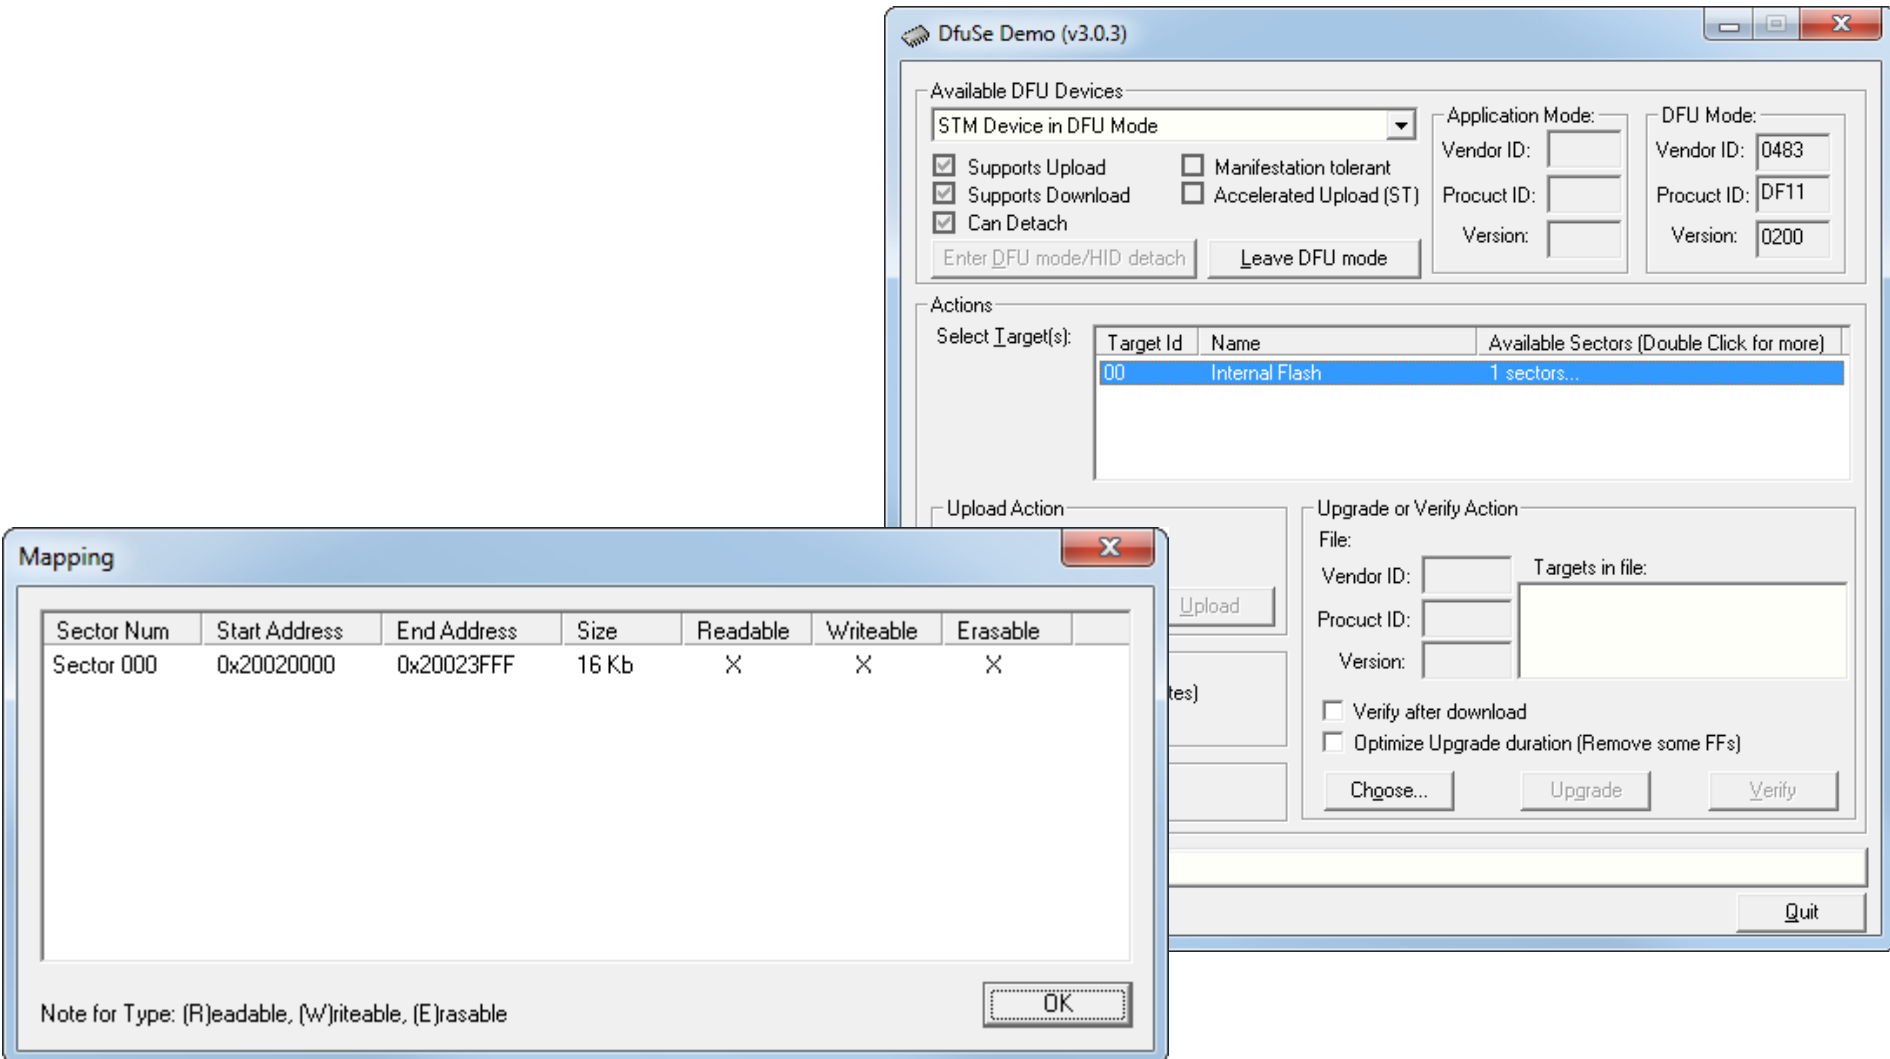 DfuSe Demo (v3.0.3)
Available DFU Devices
STM Device in DFU Mode
Supports Upload
Manifestation tolerant
Supports Download
Accelerated Upload (ST)
Can Detach
Enter DFU mode/HID detach
Leave DFU mode
Application Mode:
Vendor ID:
Procuct ID:
Version:
DFU Mode:
Vendor ID: 0483
Procuct ID: DF11
Version: 0200
Actions
Select Target(s):
Target Id Name Available Sectors (Double Click for more)
00 Internal Flash 1 sectors...
Upload Action
Upload
tes)
Upgrade or Verify Action
File:
Vendor ID:
Procuct ID:
Version:
Targets in file:
Verify after download
Optimize Upgrade duration (Remove some FFs)
Choose...
Upgrade
Verify
Quit
Mapping
Sector Num Start Address End Address Size Readable Writeable Erasable
Sector 000 0x20020000 0x20023FFF 16 Kb X X X
Note for Type: (R)eadable, (W)riteable, (E)rasable
OK